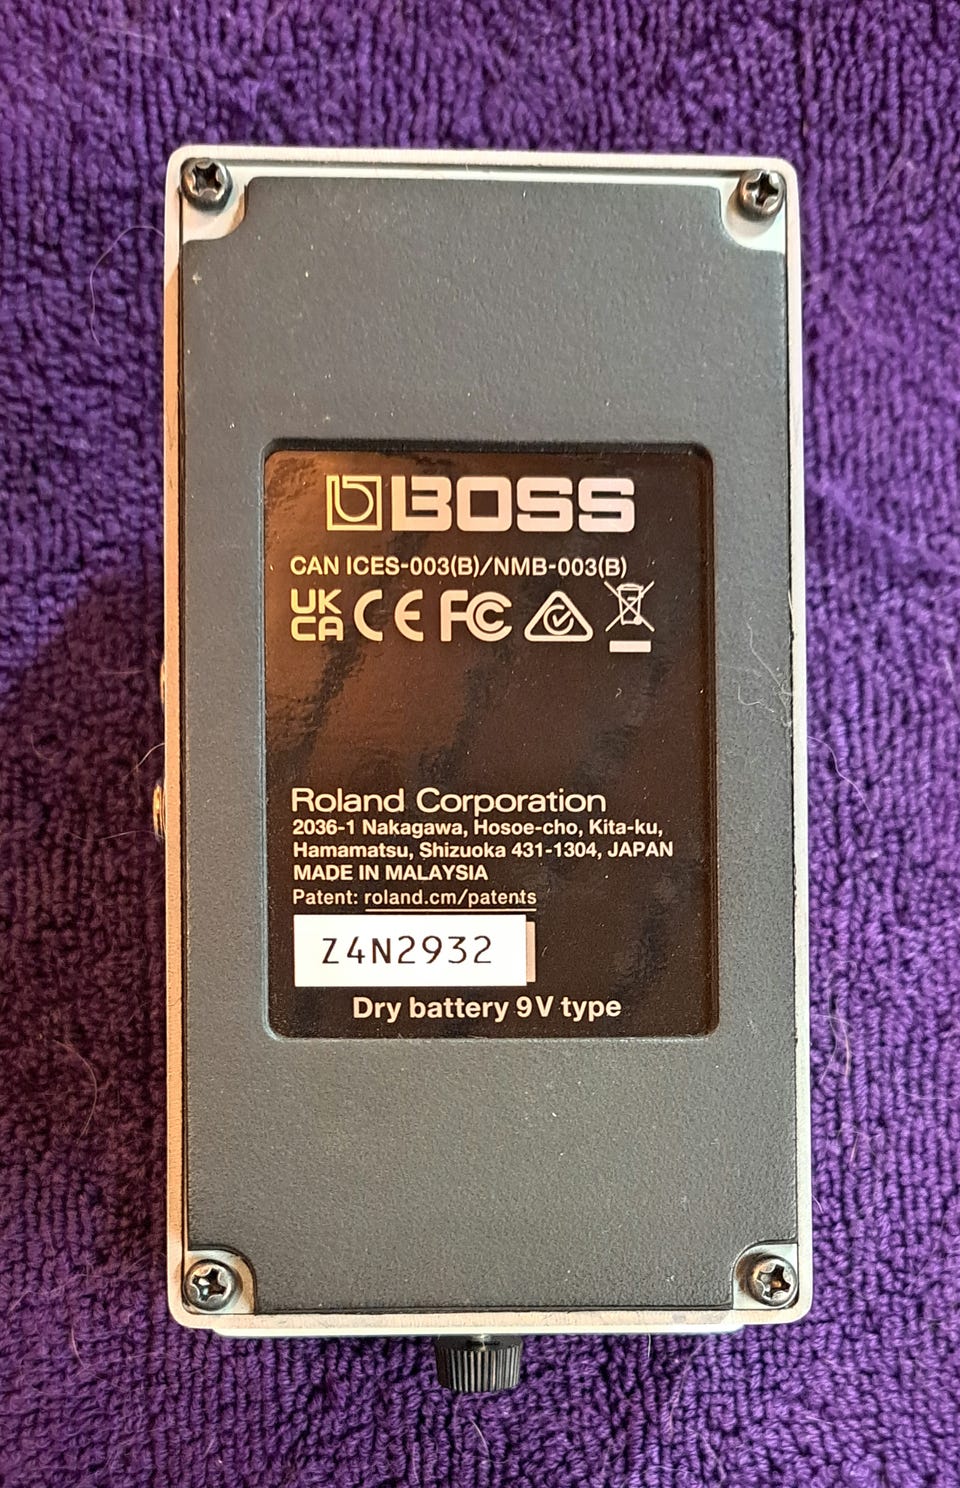 BOSS
CAN ICES-003(B)/NMB-003(B)
UK
CA CE FC
Roland Corporation
2036-1 Nakagawa, Hosoe-cho, Kita-ku,
Hamamatsu, Shizuoka 431-1304, JAPAN
MADE IN MALAYSIA
Patent: roland.cm/patents
Z4N2932
Dry battery 9V type